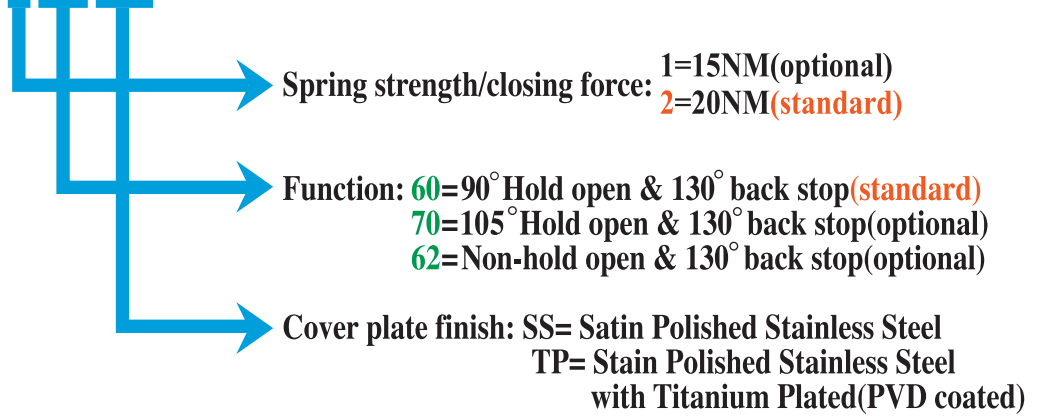 Spring strength/closing force: 1=15NM(optional)
2=20NM(standard)
Function: 60=90°Hold open & 130° back stop(standard)
70=105°Hold open & 130° back stop(optional)
62=Non-hold open & 130° back stop(optional)
Cover plate finish: SS= Satin Polished Stainless Steel
TP= Stain Polished Stainless Steel
with Titanium Plated(PVD coated)